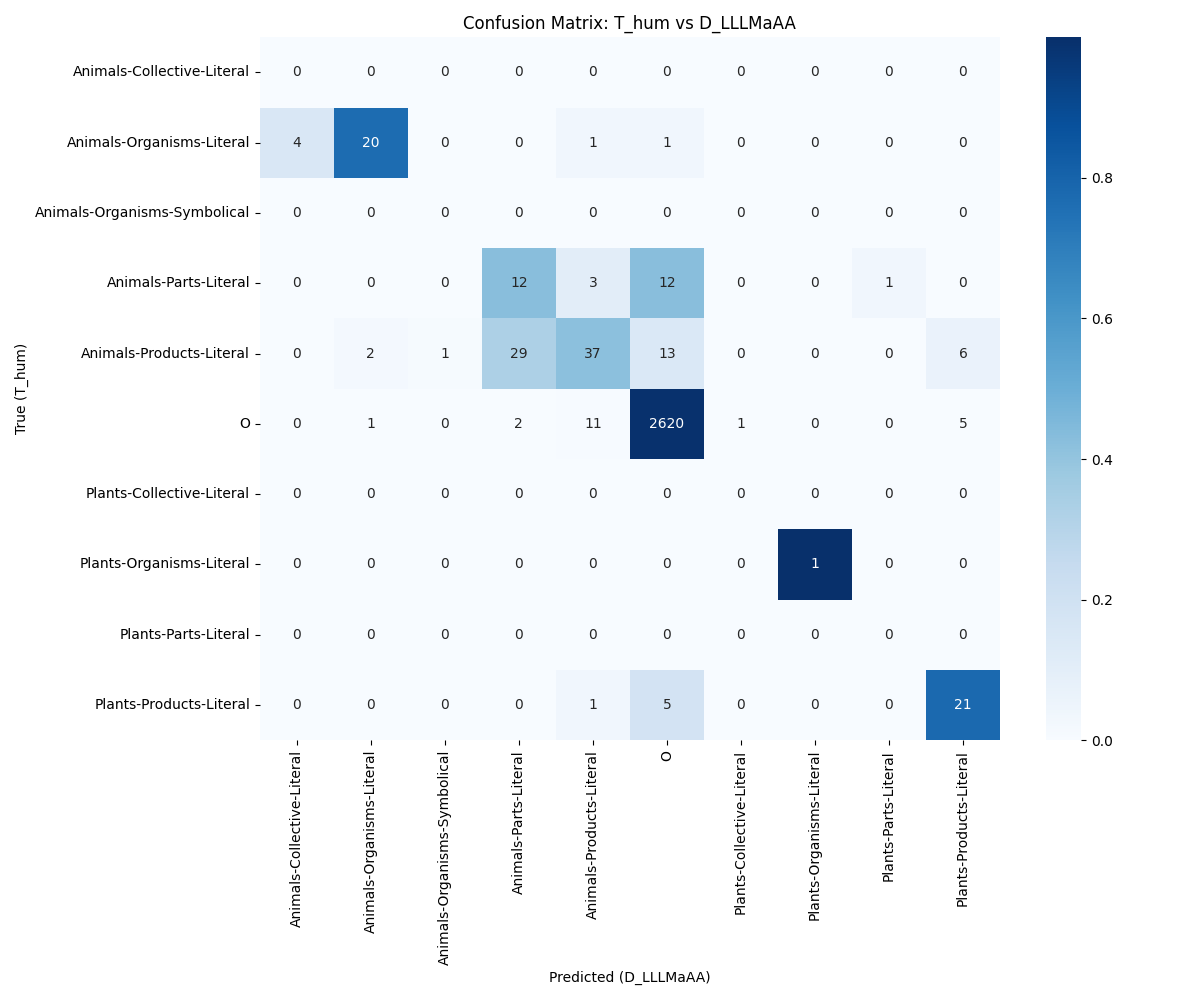 Confusion Matrix: T_hum vs D_LLLMaAA
True (T_hum)
Animals-Collective-Literal 0 0 0 0 0 0 0 0 0 0
Animals-Organisms-Literal 4 20 0 0 1 1 0 0 0 0
Animals-Organisms-Symbolical 0 0 0 0 0 0 0 0 0 0
Animals-Parts-Literal 0 0 0 12 3 12 0 0 1 0
Animals-Products-Literal 0 2 1 29 37 13 0 0 0 6
O 0 1 0 2 11 2620 1 0 0 5
Plants-Collective-Literal 0 0 0 0 0 0 0 0 0 0
Plants-Organisms-Literal 0 0 0 0 0 0 0 1 0 0
Plants-Parts-Literal 0 0 0 0 0 0 0 0 0 0
Plants-Products-Literal 0 0 0 0 1 5 0 0 0 21
Animals-Collective-Literal
Animals-Organisms-Literal
Animals-Organisms-Symbolical
Animals-Parts-Literal
Animals-Products-Literal
O
Plants-Collective-Literal
Plants-Organisms-Literal
Plants-Parts-Literal
Plants-Products-Literal
Predicted (D_LLLMaAA)
0.8
0.6
0.4
0.2
0.0